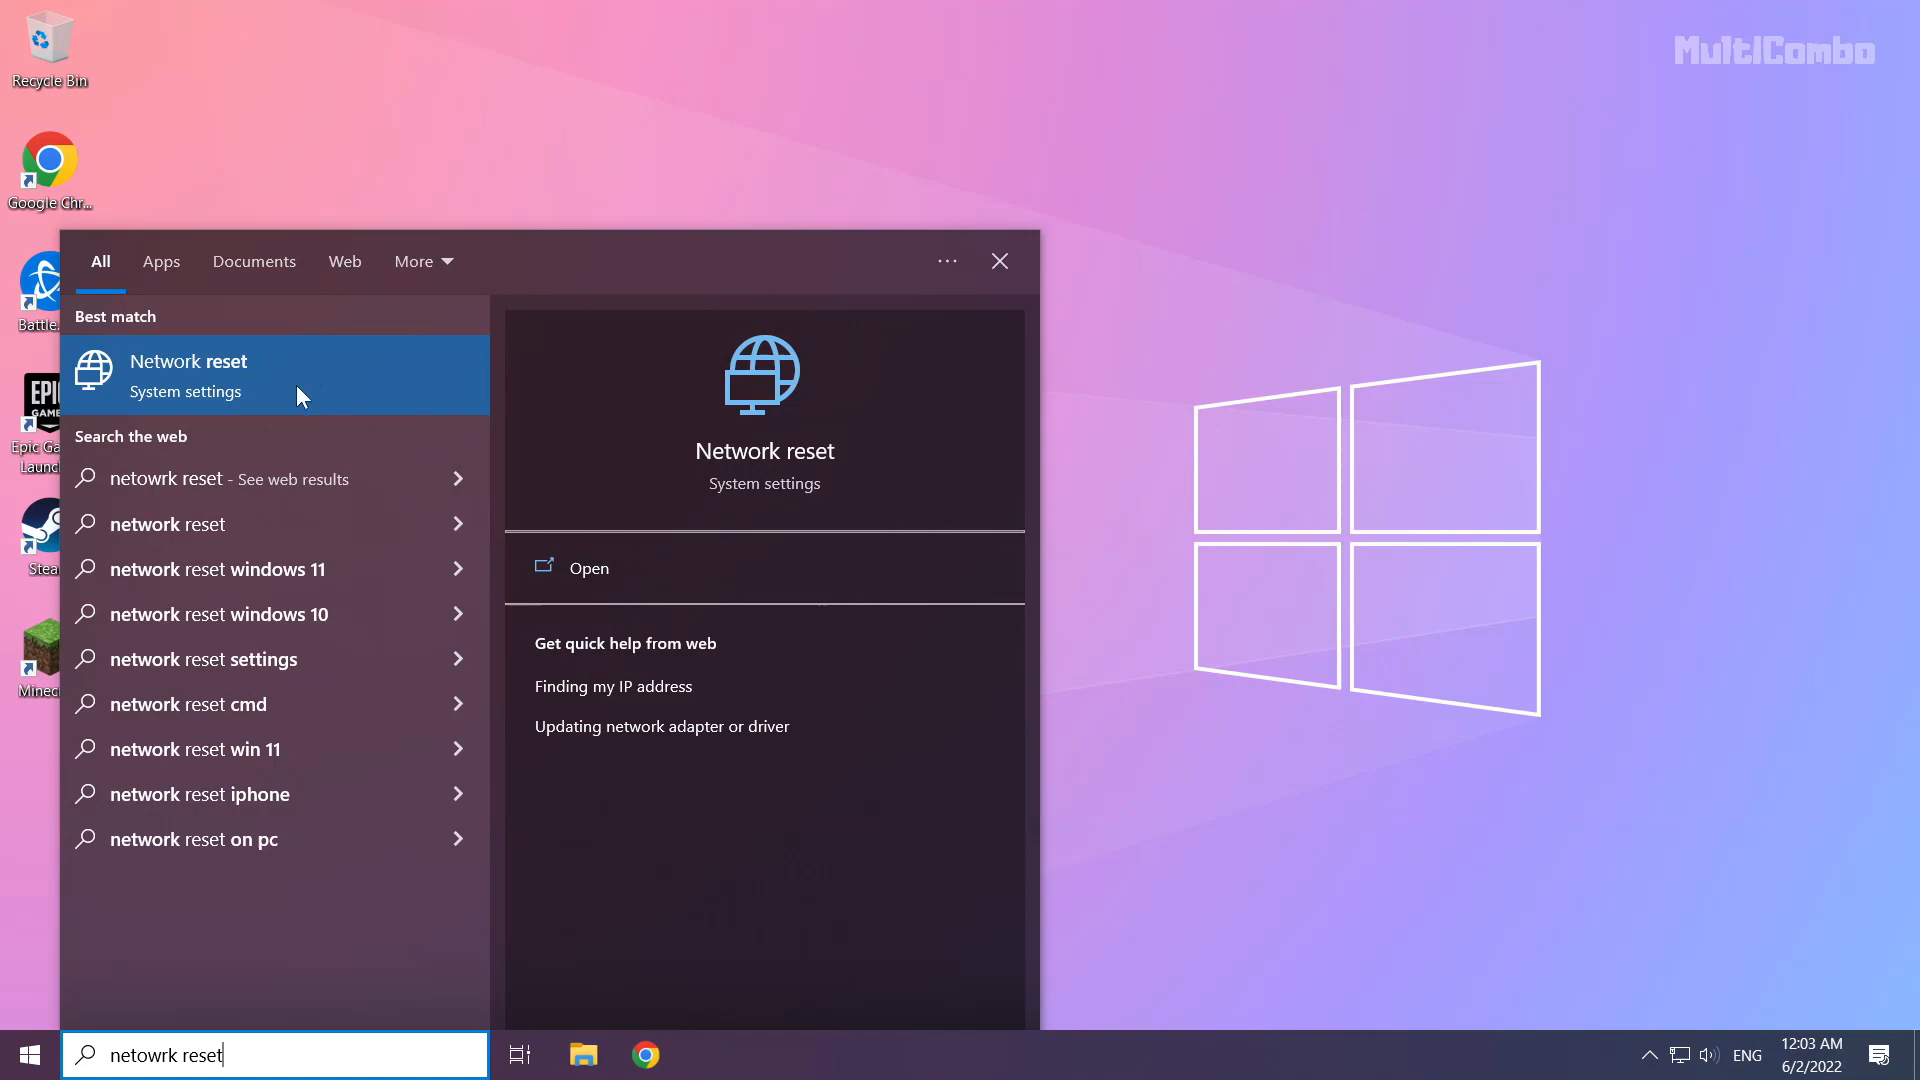 MultiCombo
Recycle Bin
Google Chr...
Battle.
EPIC
GAME
Epic Ga
Launc
Stea
Minec
All Apps Documents Web More
Best match
Network reset
System settings
Search the web
netowrk reset - See web results
network reset
network reset windows 11
network reset windows 10
network reset settings
network reset cmd
network reset win 11
network reset iphone
network reset on pc
Network reset
System settings
Open
Get quick help from web
Finding my IP address
Updating network adapter or driver
netowrk reset
ENG
12:03 AM
6/2/2022